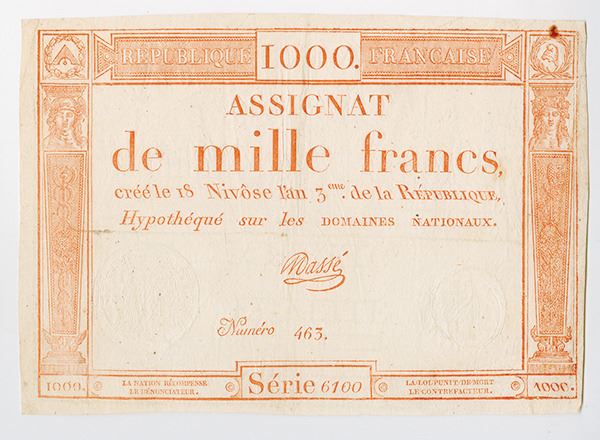 RÉPUBLIQUE 1000. FRANÇAISE
ASSIGNAT
de mille francs,
créé le 18 Nivôse l'an 3.eme de la RÉPUBLIQUE,
Hypothéqué sur les DOMAINES NATIONAUX.
Dassé
Numéro 463.
1000.
LA NATION RÉCOMPENSE
LE DÉNONCIATEUR.
Série 6100
LA LOI PUNIT DE MORT
LE CONTREFACTEUR.
1000.